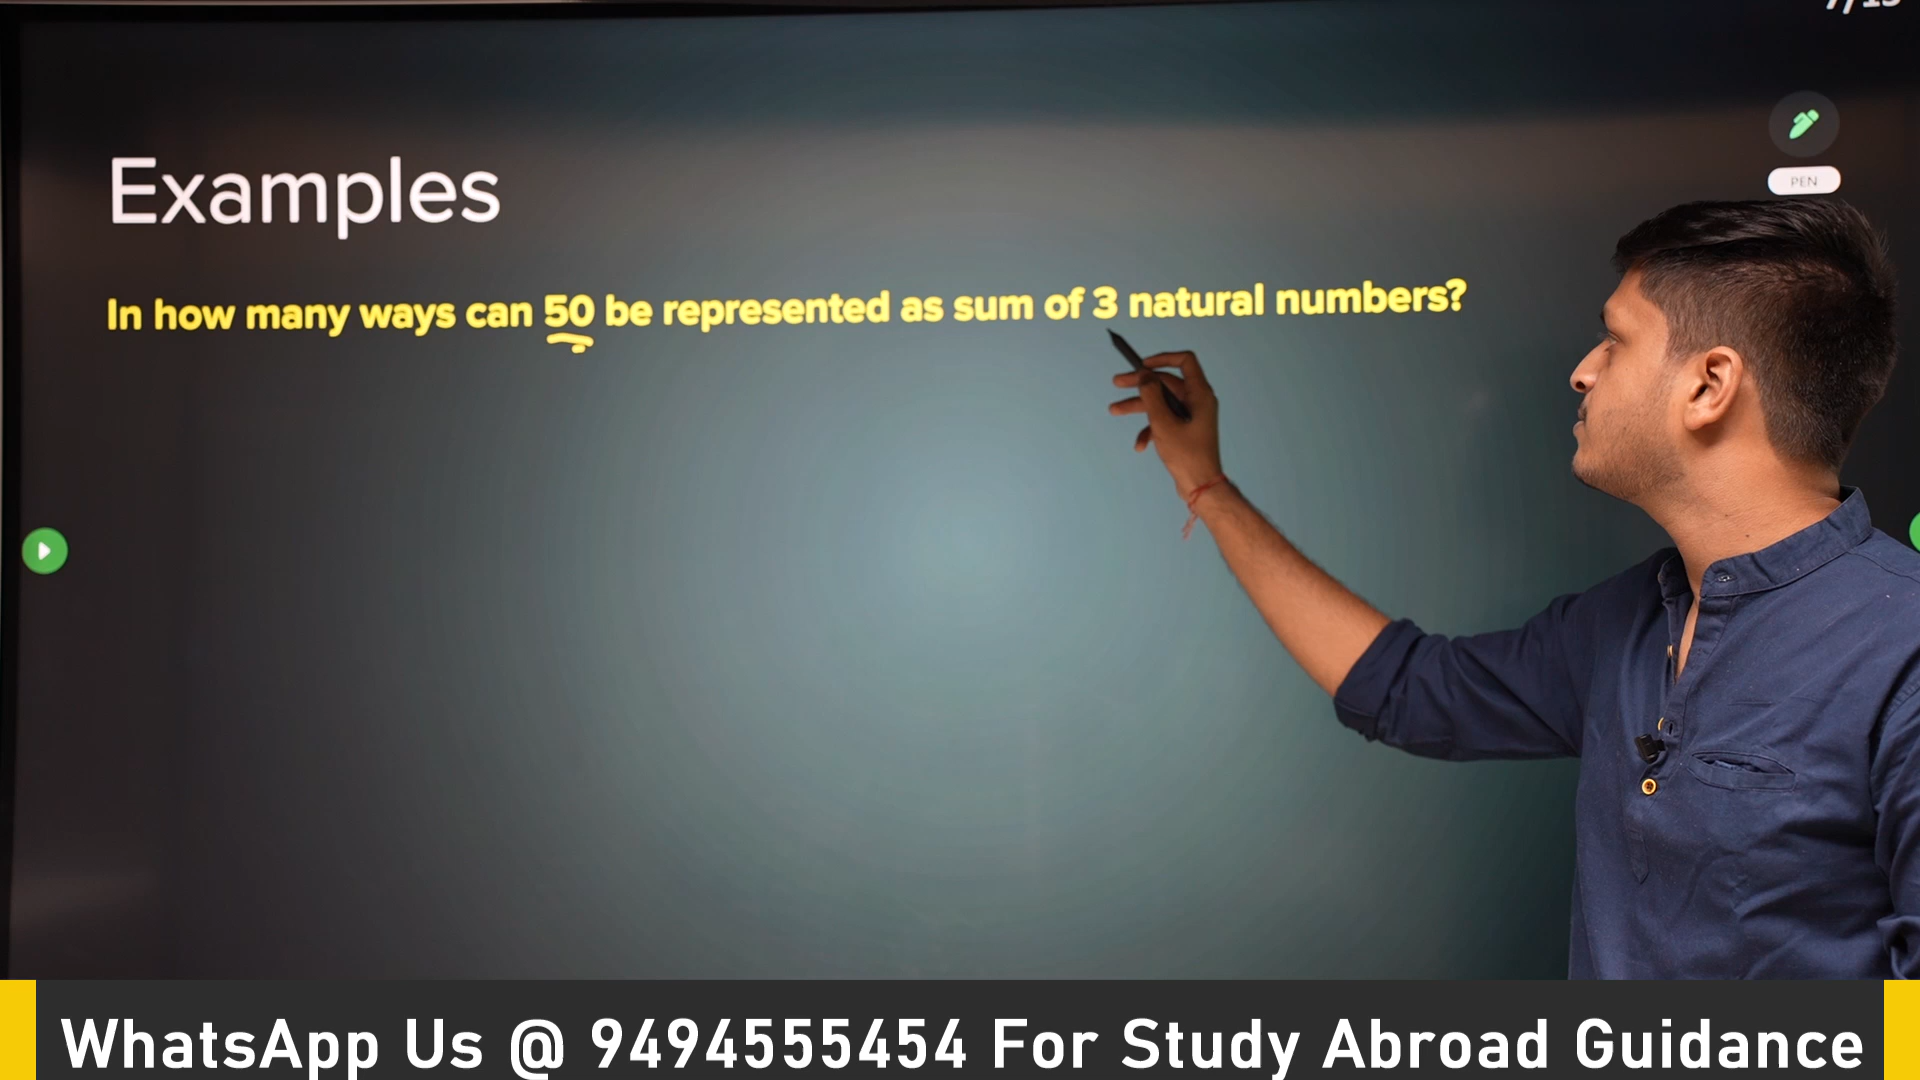 PEN
Examples
In how many ways can 50 be represented as sum of 3 natural numbers?
WhatsApp Us @ 9494555454 For Study Abroad Guidance